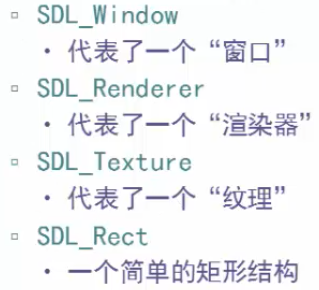 ▫ SDL_Window
• 代表了一个“窗口”
▫ SDL_Renderer
• 代表了一个“渲染器”
▫ SDL_Texture
• 代表了一个“纹理”
▫ SDL_Rect
• 一个简单的矩形结构